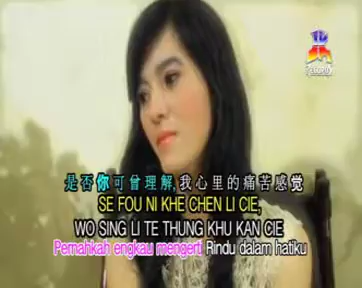 是否你可曾理解,我心里的痛苦感觉
SE FOU NI KHE CHEN LI CIE,
WO SING LI TE THUNG KHU KAN CIE
Pernahkah engkau mengerti Rindu dalam hatiku